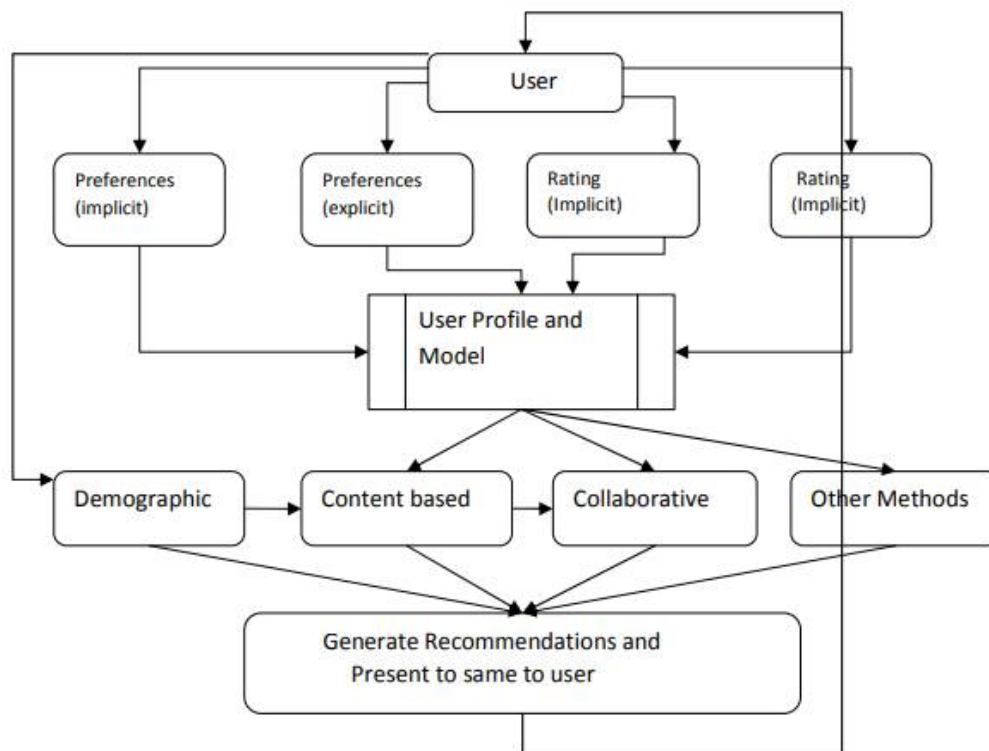 User
Preferences
(implicit)
Preferences
(explicit)
Rating
(Implicit)
Rating
(Implicit)
User Profile and
Model
Demographic
Content based
Collaborative
Other Methods
Generate Recommendations and
Present to same to user